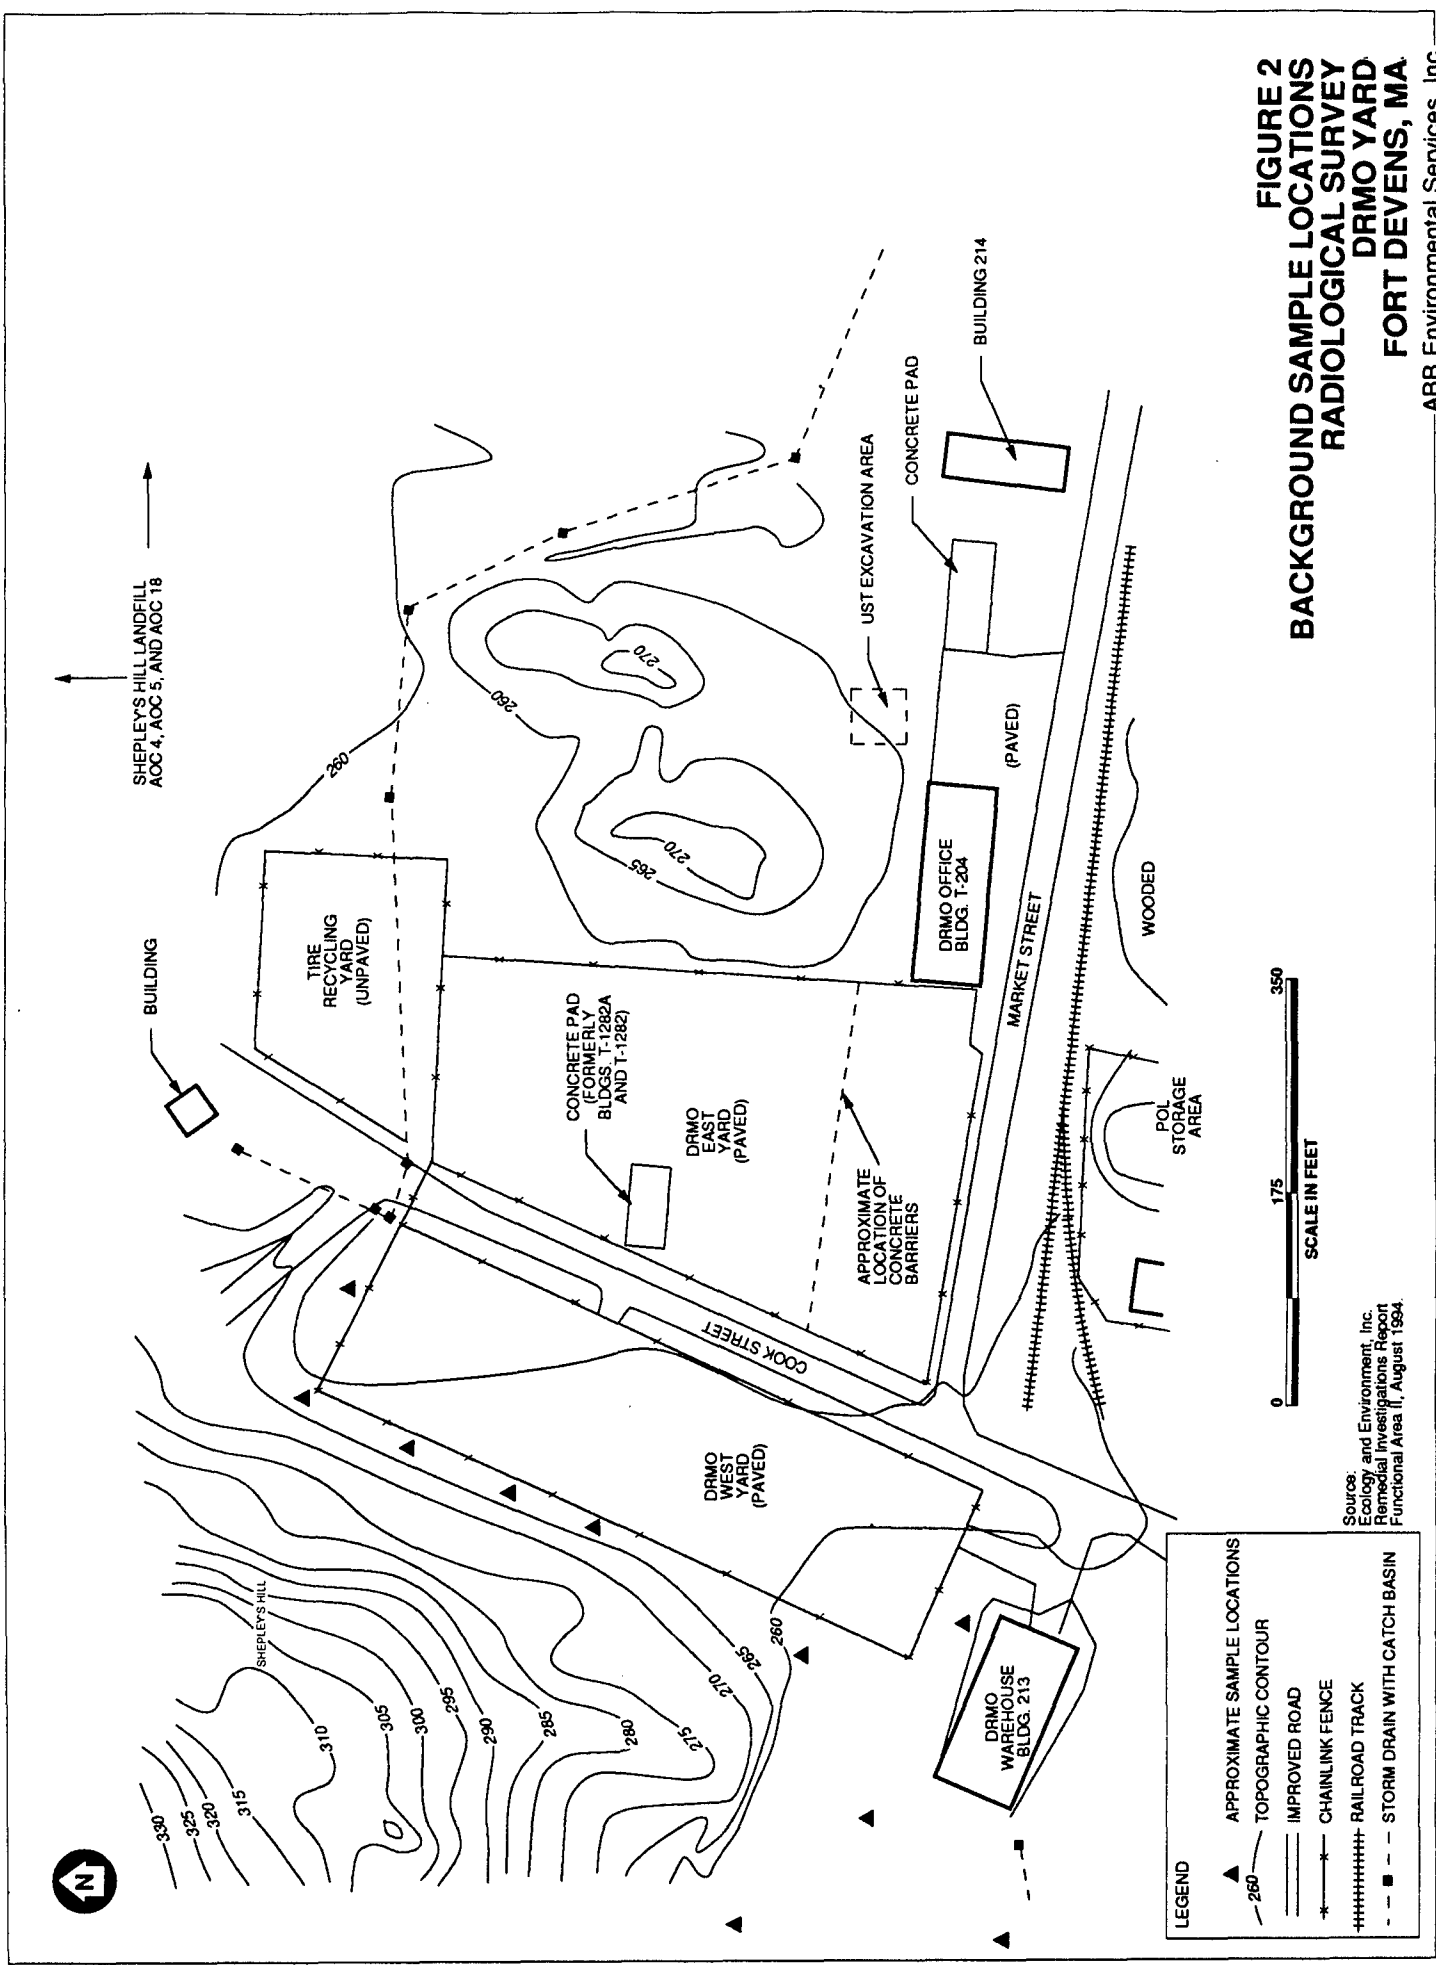 N
SHEPLEY'S HILL LANDFILL
AOC 4, AOC 5, AND AOC 18
BUILDING
TIRE
RECYCLING
YARD
(UNPAVED)
260
260
270
265
270
CONCRETE PAD
(FORMERLY
BLDGS. T-1282A
AND T-1282)
DRMO
EAST
YARD
(PAVED)
APPROXIMATE
LOCATION OF
CONCRETE
BARRIERS
UST EXCAVATION AREA
CONCRETE PAD
BUILDING 214
(PAVED)
DRMO OFFICE
BLDG. T-204
MARKET STREET
COOK STREET
DRMO
WEST
YARD
(PAVED)
SHEPLEY'S HILL
330
325
320
315
310
305
300
295
290
285
280
275
270
265
260
DRMO
WAREHOUSE
BLDG. 213
WOODED
POL
STORAGE
AREA
LEGEND
APPROXIMATE SAMPLE LOCATIONS
260 TOPOGRAPHIC CONTOUR
IMPROVED ROAD
CHAINLINK FENCE
RAILROAD TRACK
STORM DRAIN WITH CATCH BASIN
0 175 350
SCALE IN FEET
Source:
Ecology and Environment, Inc.
Remedial Investigations Report
Functional Area II, August 1994.
FIGURE 2
BACKGROUND SAMPLE LOCATIONS
RADIOLOGICAL SURVEY
DRMO YARD
FORT DEVENS, MA
ABB Environmental Services, Inc.